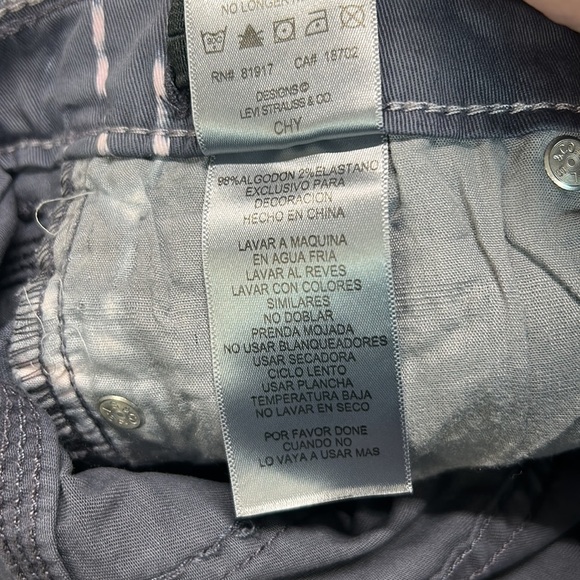 NO LONGER
RN# 81917 CA# 18702
DESIGNS©
LEVI STRAUSS & CO.
CHY
98%ALGODON 2%ELASTANO
EXCLUSIVO PARA
DECORACION
HECHO EN CHINA
LAVAR A MAQUINA
EN AGUA FRIA
LAVAR AL REVES
LAVAR CON COLORES
SIMILARES
NO DOBLAR
PRENDA MOJADA
NO USAR BLANQUEADORES
USAR SECADORA
CICLO LENTO
USAR PLANCHA
TEMPERATURA BAJA
NO LAVAR EN SECO
POR FAVOR DONE
CUANDO NO
LO VAYA A USAR MAS